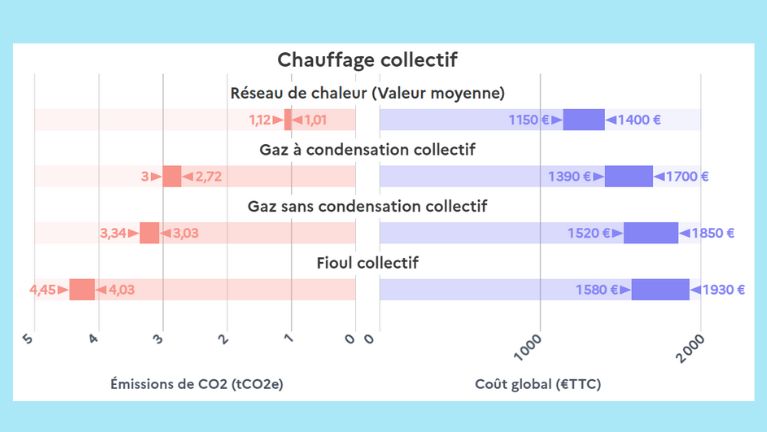 Chauffage collectif
Réseau de chaleur (Valeur moyenne)
1,12 1,01 1150 € 1400 €
Gaz à condensation collectif
3 2,72 1390 € 1700 €
Gaz sans condensation collectif
3,34 3,03 1520 € 1850 €
Fioul collectif
4,45 4,03 1580 € 1930 €
5 4 3 2 1 0 0 1000 2 000
Émissions de CO2 (tCO2e) Coût global (€TTC)